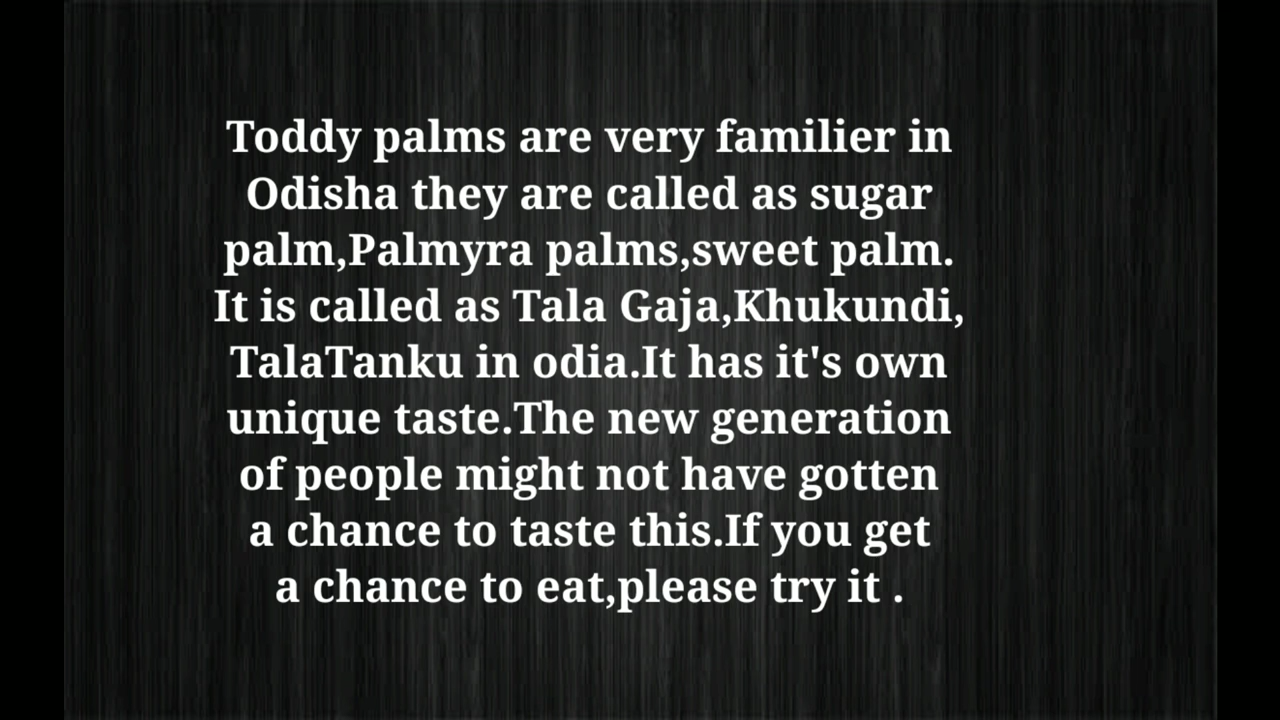 Toddy palms are very familier in
Odisha they are called as sugar
palm,Palmyra palms,sweet palm.
It is called as Tala Gaja,Khukundi,
TalaTanku in odia.It has it's own
unique taste.The new generation
of people might not have gotten
a chance to taste this.If you get
a chance to eat,please try it .